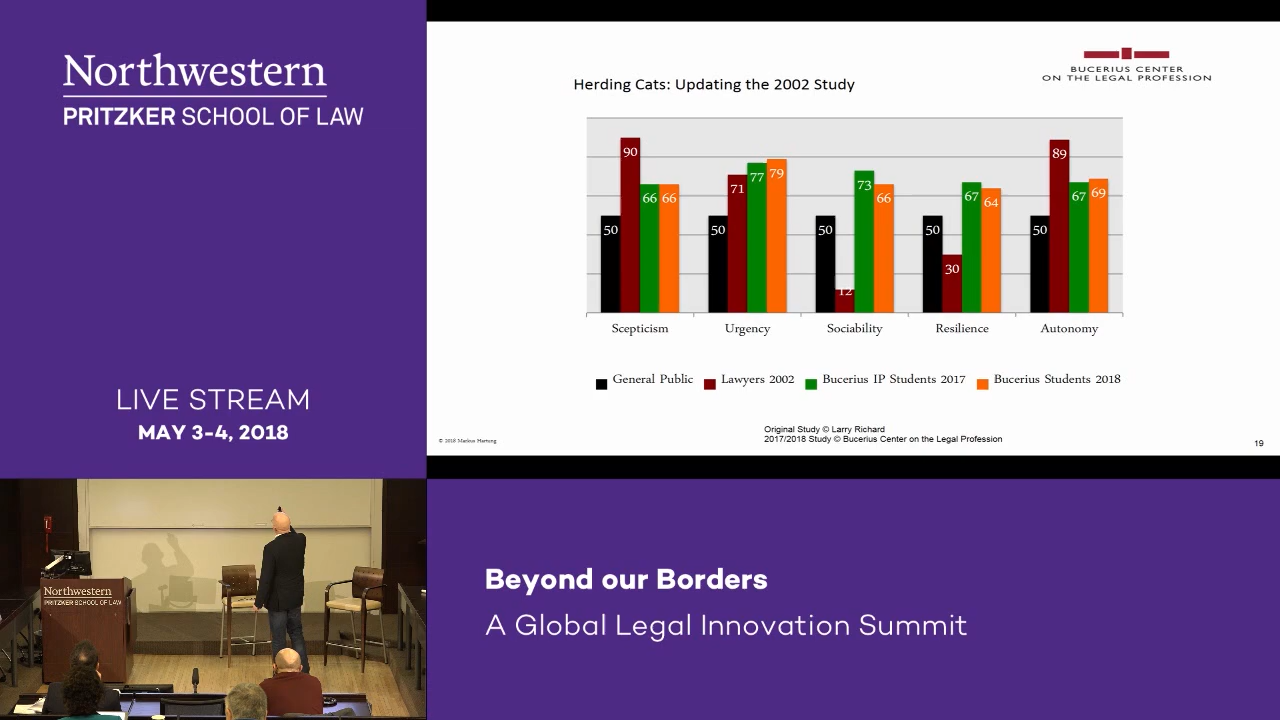 Northwestern
PRITZKER SCHOOL OF LAW
LIVE STREAM
MAY 3-4, 2018
BUCERIUS CENTER
ON THE LEGAL PROFESSION
Herding Cats: Updating the 2002 Study
50 90 66 66
50 71 77 79
50 12 73 66
50 30 67 64
50 89 67 69
Scepticism Urgency Sociability Resilience Autonomy
General Public Lawyers 2002 Bucerius IP Students 2017 Bucerius Students 2018
Original Study © Larry Richard
2017/2018 Study © Bucerius Center on the Legal Profession
© 2018 Markus Hartung
19
Northwestern
PRITZKER SCHOOL OF LAW
Beyond our Borders
A Global Legal Innovation Summit